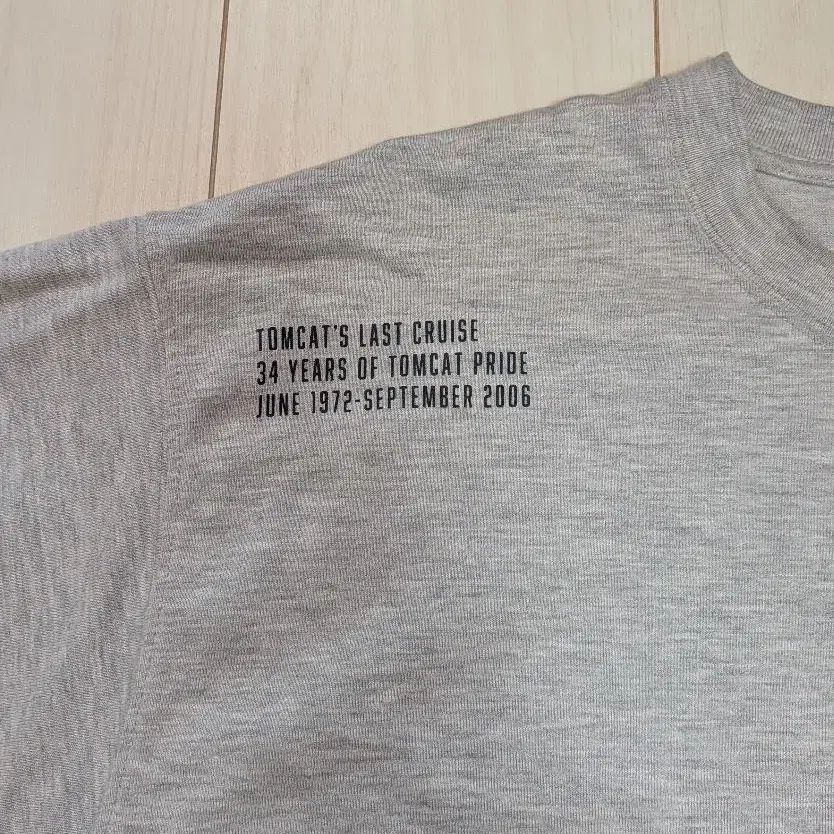 TOMCAT'S LAST CRUISE
34 YEARS OF TOMCAT PRIDE
JUNE 1972-SEPTEMBER 2006